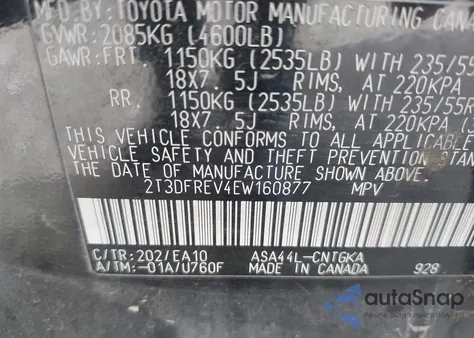 MFD.BY:TOYOTA MOTOR MANUFACTURING CAN
GVWR:2085KG (4600LB)
GAWR:FRT. 1150KG (2535LB) WITH 235/55
18X7. 5J RIMS, AT 220KPA
RR. 1150KG (2535LB) WITH 235/55
18X7. 5J RIMS, AT 220KPA
THIS VEHICLE CONFORMS TO ALL APPLICABLE
VEHICLE SAFETY AND THEFT PREVENTION
THE DATE OF MANUFACTURE SHOWN ABOVE.
2T3DFREV4EW160877 MPV
C/TR:202/EA10 ASA44L-CNTGKA
A/TM:-01A/U760F MADE IN CANADA 928
autoSnap